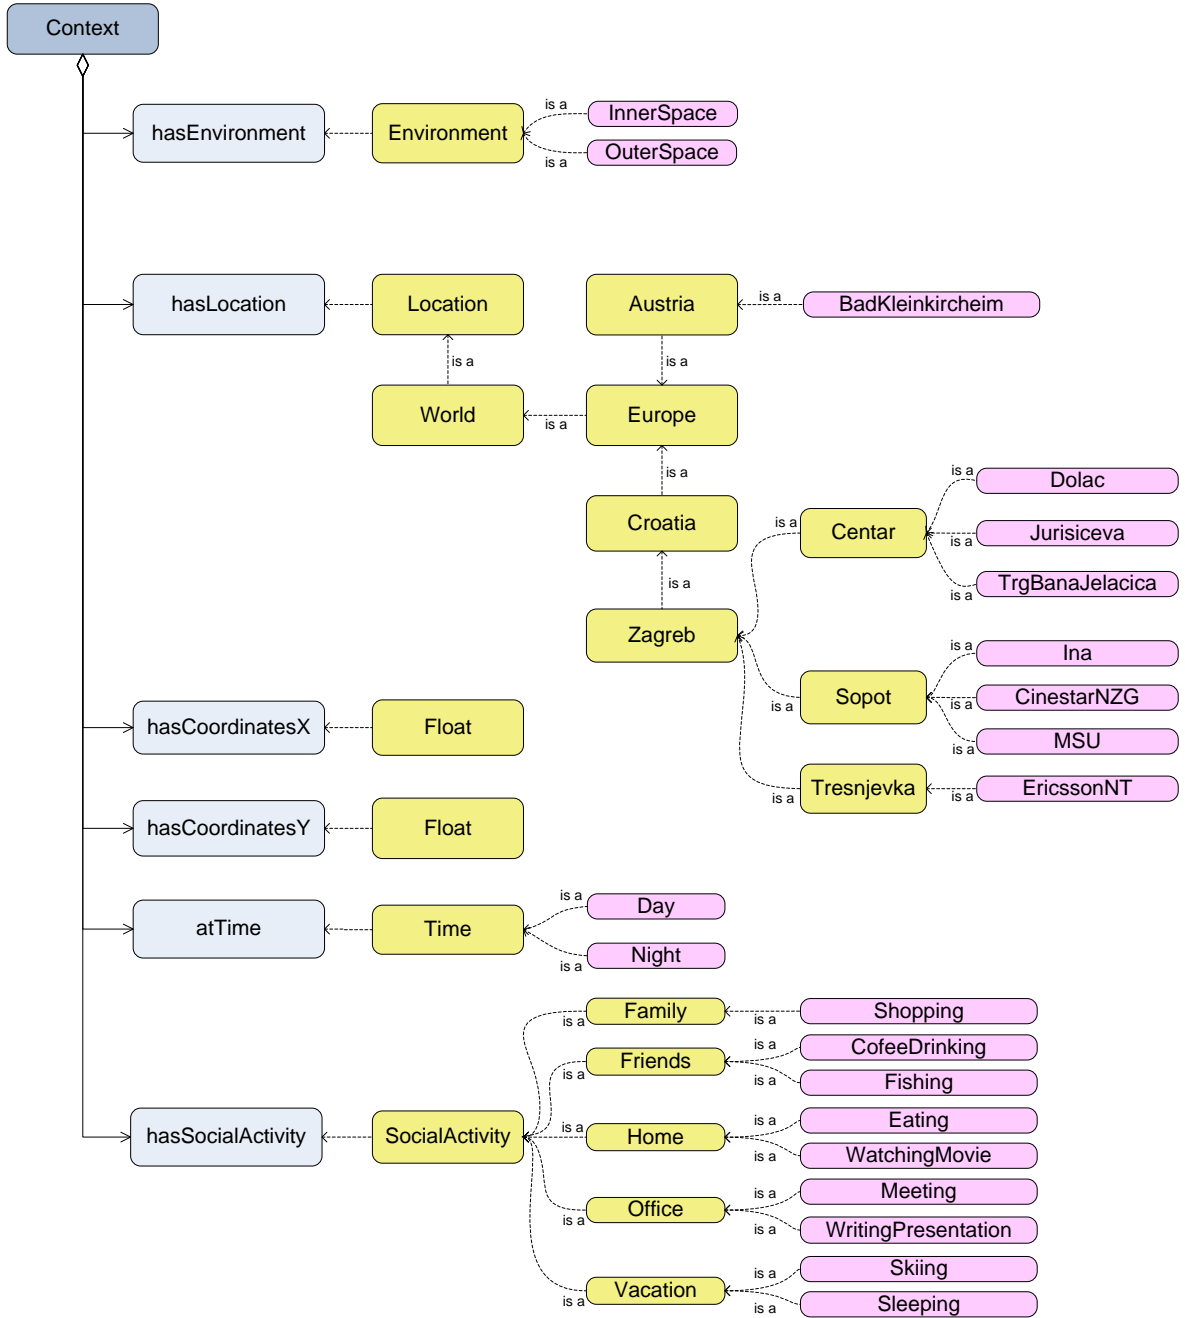 Context
hasEnvironment
Environment
is a
InnerSpace
OuterSpace
is a
hasLocation
Location
Austria
is a
BadKleinkircheim
is a
is a
World
is a
Europe
is a
Croatia
is a
Zagreb
is a
Centar
is a
Dolac
is a
Jurisiceva
is a
TrgBanaJelacica
is a
Sopot
is a
Ina
is a
CinestarNZG
is a
MSU
is a
Tresnjevka
is a
EricssonNT
hasCoordinatesX
Float
hasCoordinatesY
Float
atTime
Time
is a
Day
is a
Night
hasSocialActivity
SocialActivity
is a
Family
is a
Shopping
is a
Friends
is a
CofeeDrinking
is a
Fishing
is a
Home
is a
Eating
is a
WatchingMovie
is a
Office
is a
Meeting
is a
WritingPresentation
is a
Vacation
is a
Skiing
is a
Sleeping